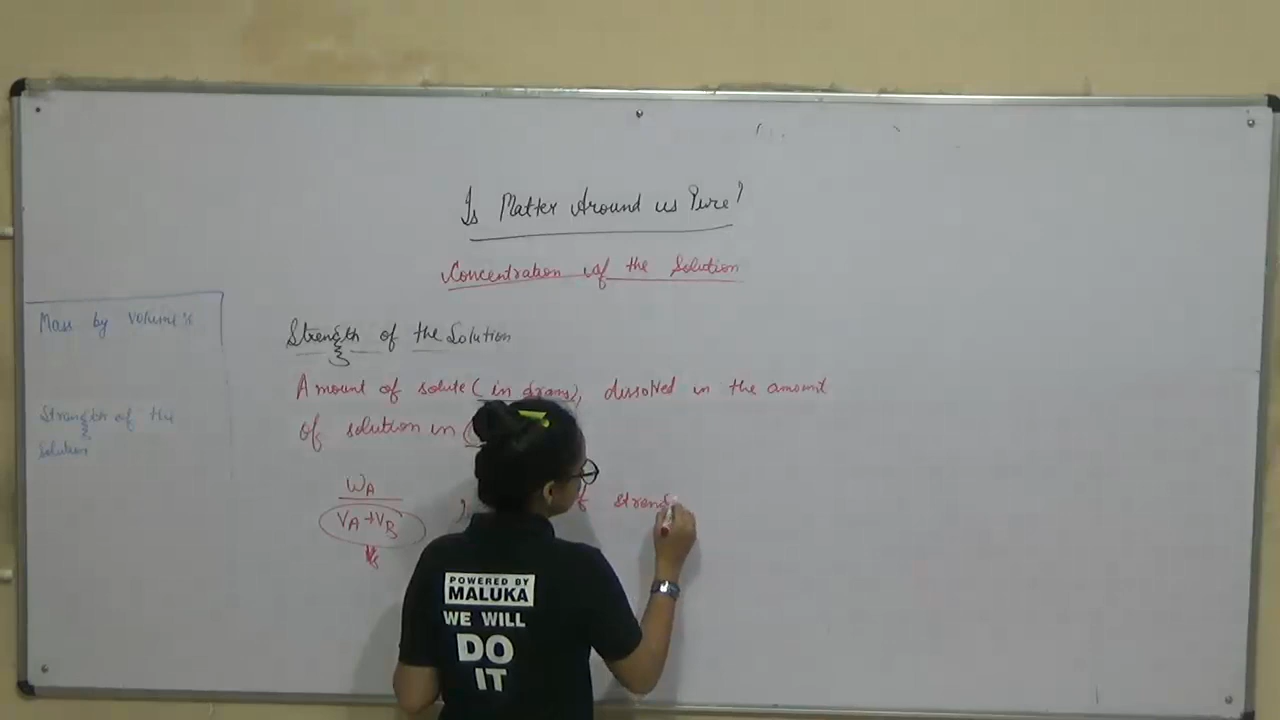 Is Matter Around us Pure?
Concentration of the Solution
Mass by Volume %
Strength of the Solution
Amount of solute (in grams), dissolved in the amount
of solution in (
Strength of the
Solution
WA
VA+VB
, of streng
POWERED BY
MALUKA
WE WILL
DO
IT